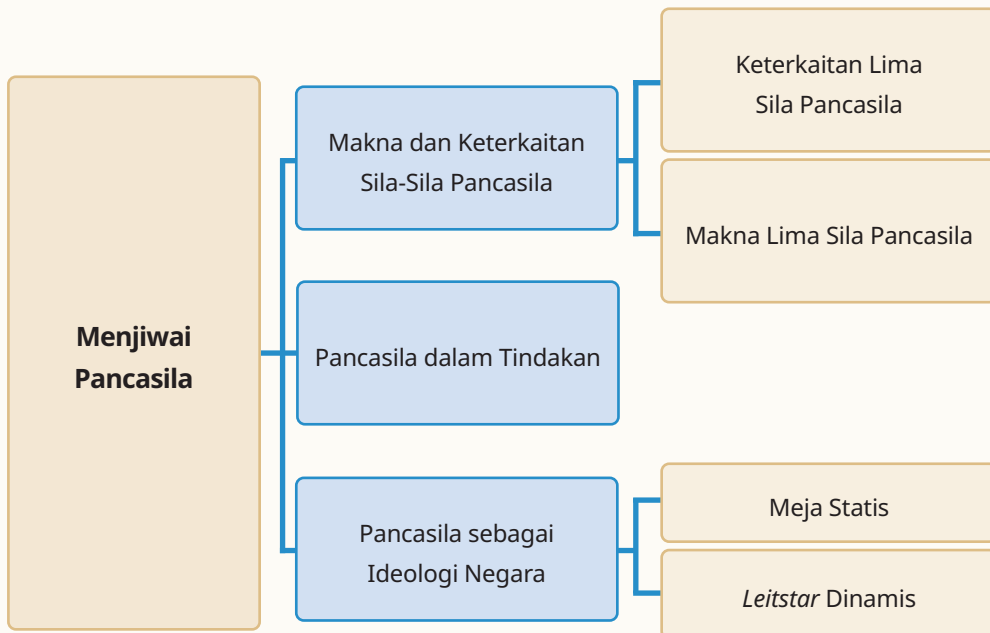 Menjiwai
Pancasila
Makna dan Keterkaitan
Sila-Sila Pancasila
Keterkaitan Lima
Sila Pancasila
Makna Lima Sila Pancasila
Pancasila dalam Tindakan
Pancasila sebagai
Ideologi Negara
Meja Statis
Leitstar Dinamis